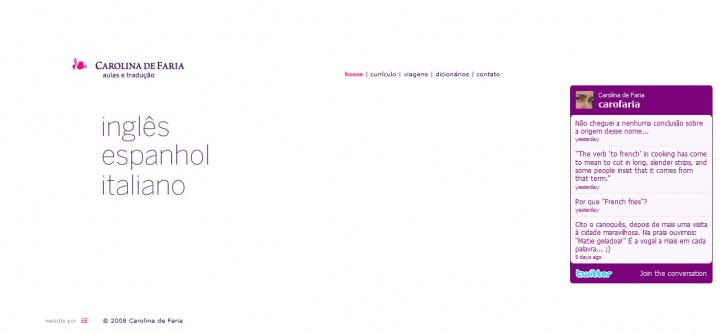 CAROLINA DE FARIA
aulas e tradução
home | currículo | viagens | dicionários | contato
inglês
espanhol
italiano
Carolina de Faria
carofaria
Não cheguei a nenhuma conclusão sobre
a origem desse nome...
yesterday
"The verb 'to french' in cooking has come
to mean to cut in long, slender strips, and
some people insist that it comes from
that term."
yesterday
Por que "French fries"?
yesterday
Cito o carioquês, depois de mais uma visita
à cidade maravilhosa. Na praia ouvimos:
"Matie geladoa!" É a vogal a mais em cada
palavra... ;)
5 days ago
twitter
Join the conversation
website por
© 2008 Carolina de Faria